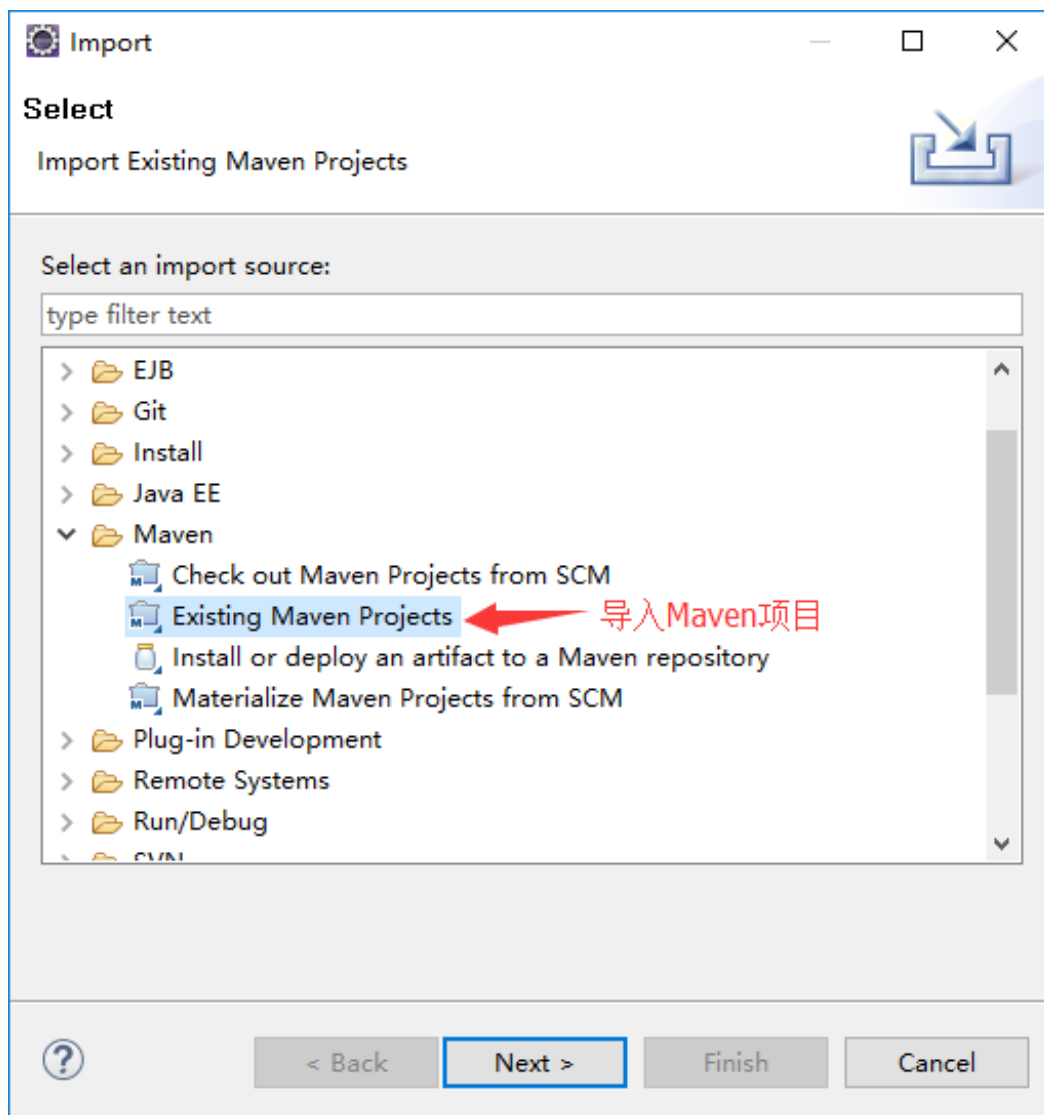 Import
Select
Import Existing Maven Projects
Select an import source:
type filter text
EJB
Git
Install
Java EE
Maven
Check out Maven Projects from SCM
Existing Maven Projects 导入Maven项目
Install or deploy an artifact to a Maven repository
Materialize Maven Projects from SCM
Plug-in Development
Remote Systems
Run/Debug
SVN
< Back Next > Finish Cancel